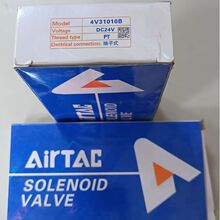 Model 4V31010B
Voltage DC24V
Thread type PT
Electrical connection: 端子式
AirTAC
SOLENOID
VALVE